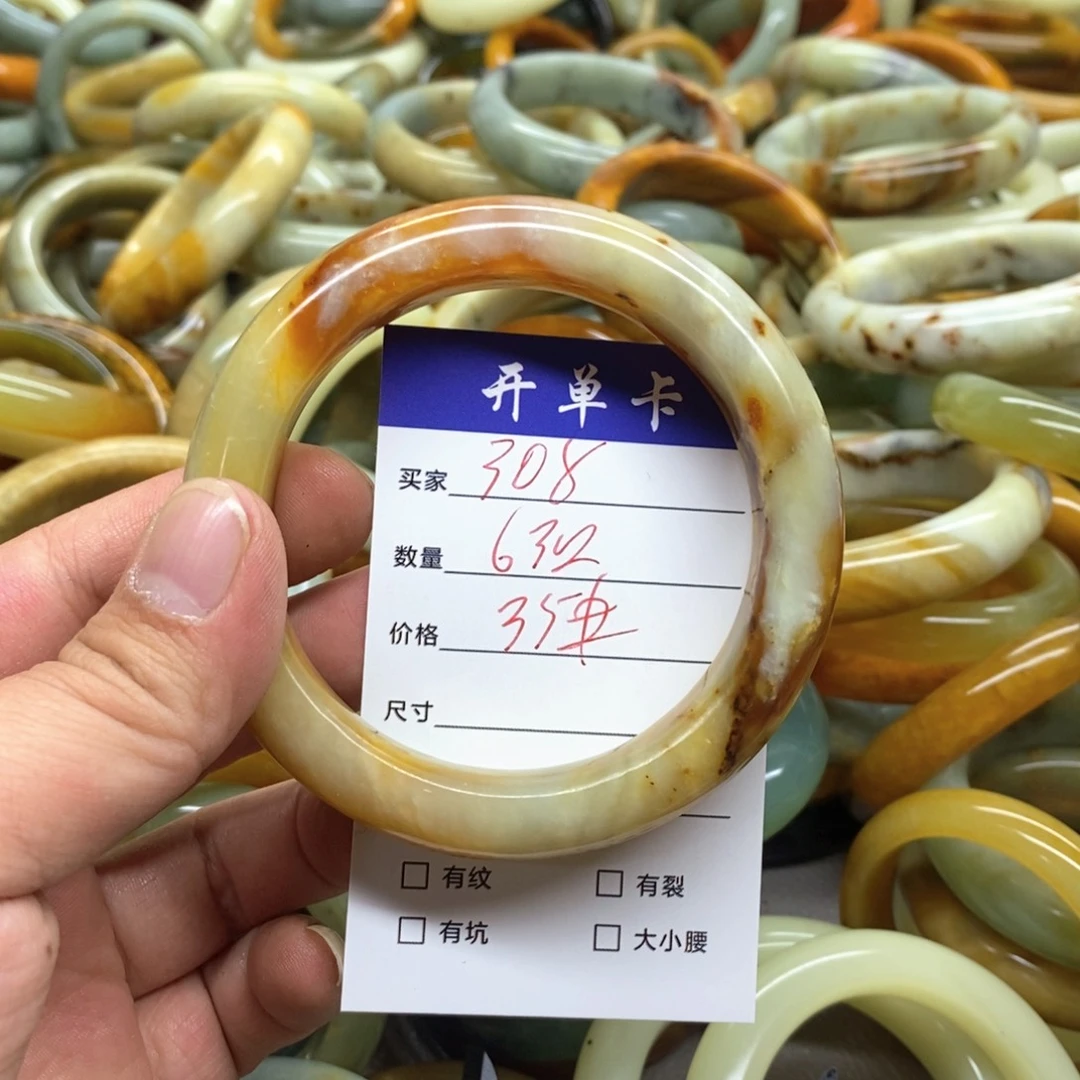 开单卡
买家 308
数量
价格 35
尺寸
□ 有纹 □ 有裂
□ 有坑 □ 大小腰